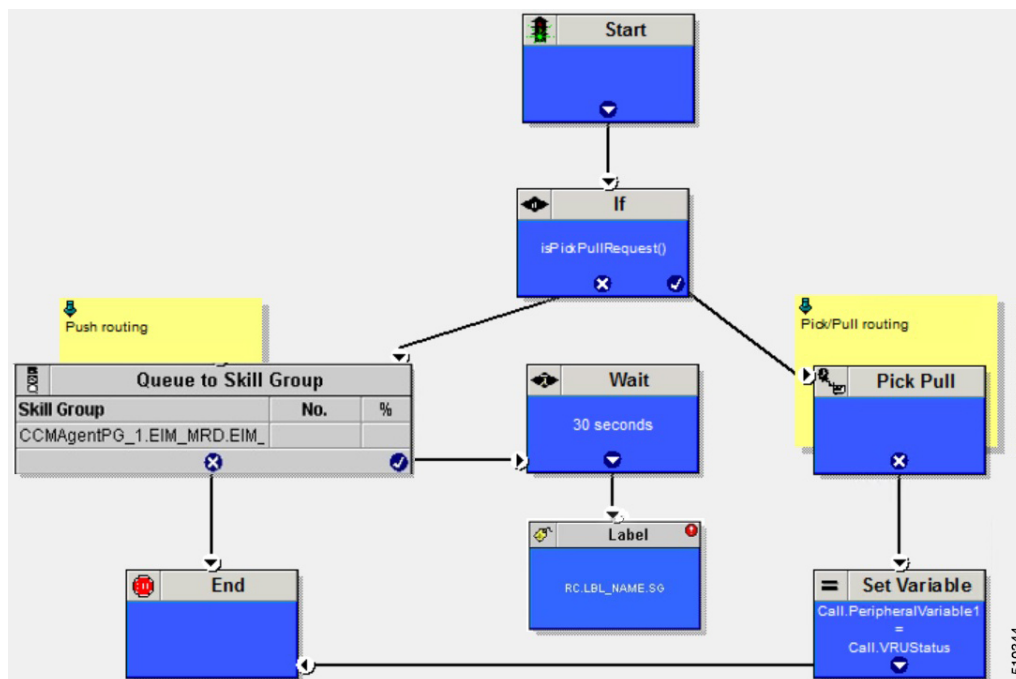 Start
If
isPickPullRequest()
Push routing
Pick/Pull routing
Queue to Skill Group
Skill Group No. %
CCMAgentPG_1.EIM_MRD.EIM_
Wait
30 seconds
Pick Pull
Label
RC.LBL_NAME.SG
End
Set Variable
Call.PeripheralVariable1
=
Call.VRUStatus